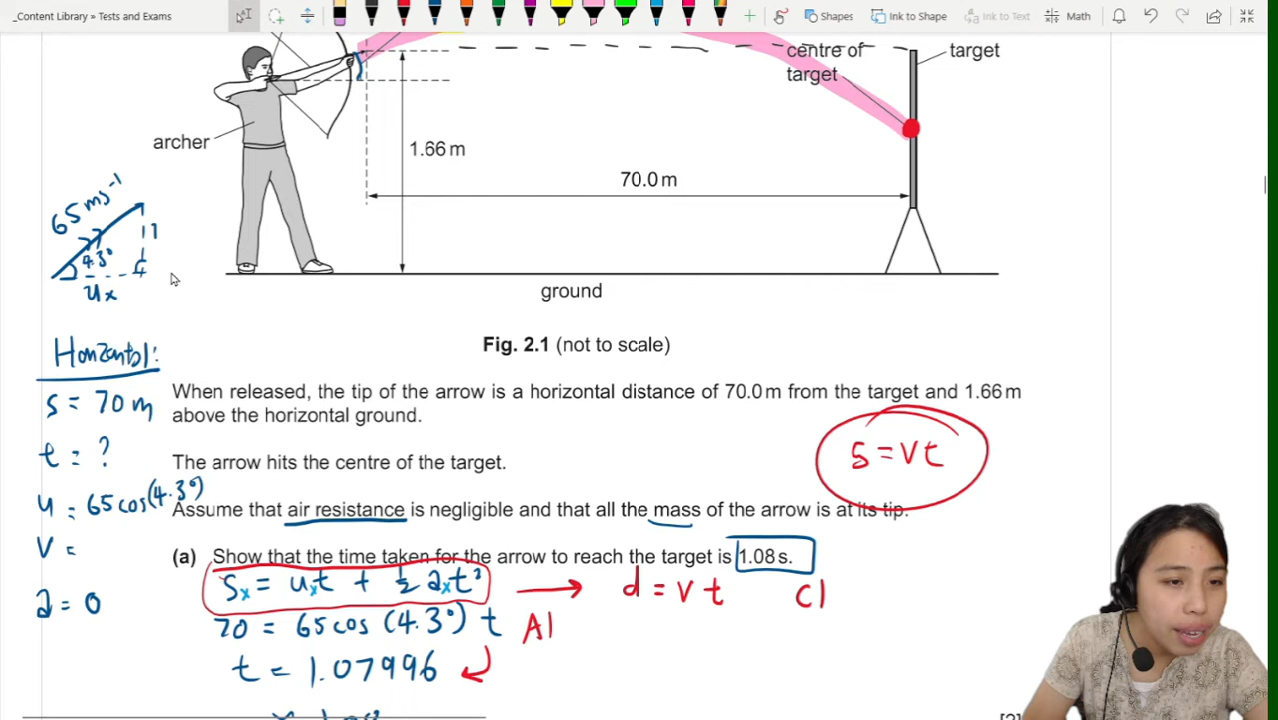 _Content Library » Tests and Exams
Shapes
Ink to Shape
Ink to Text
Math
centre of
target
target
archer
1.66 m
70.0 m
65 ms⁻¹
4.3°
ux
ground
Fig. 2.1 (not to scale)
Horizontal:
s = 70 m
t = ?
u = 65 cos(4.3°)
v =
a = 0
When released, the tip of the arrow is a horizontal distance of 70.0 m from the target and 1.66 m
above the horizontal ground.
s = vt
The arrow hits the centre of the target.
Assume that air resistance is negligible and that all the mass of the arrow is at its tip.
(a) Show that the time taken for the arrow to reach the target is 1.08 s.
sx = uxt + ½ axt² → d = vt C1
70 = 65 cos (4.3°) t A1
t = 1.07996